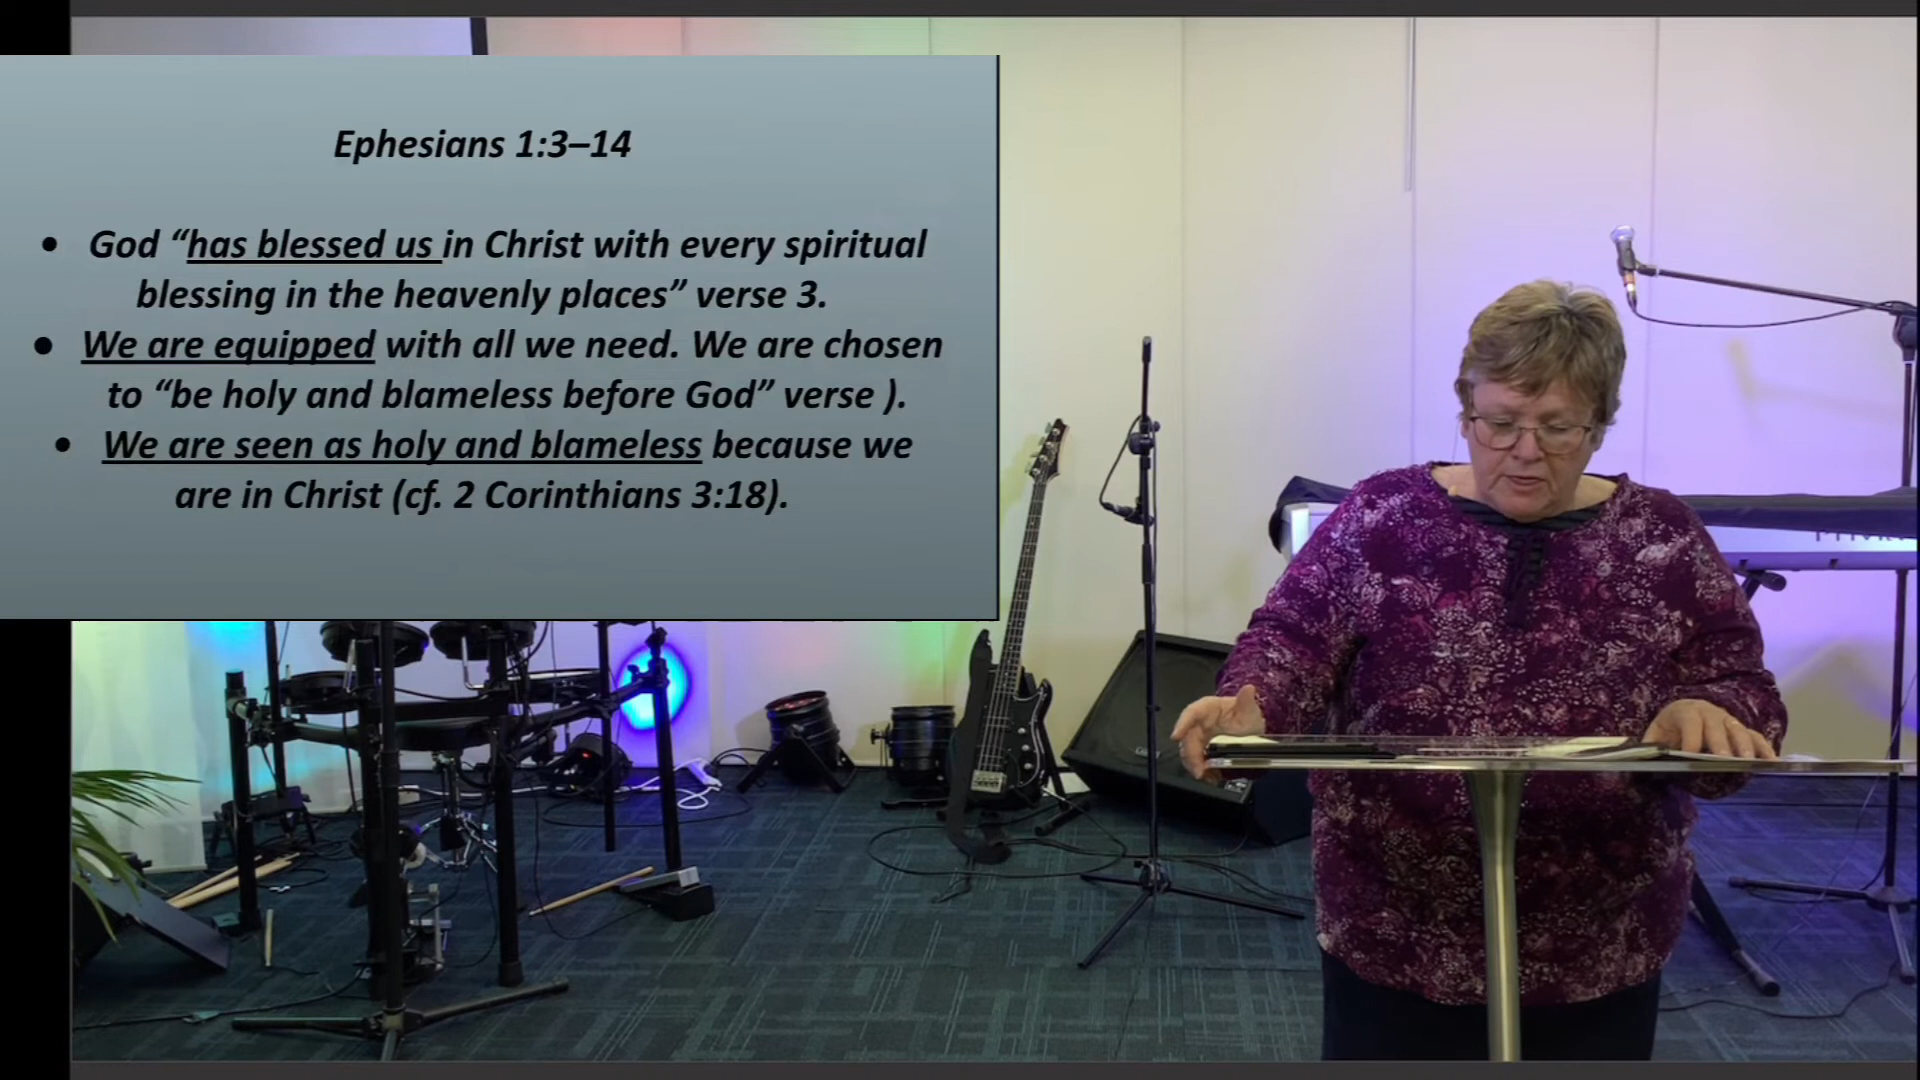 Ephesians 1:3–14
• God “has blessed us in Christ with every spiritual
blessing in the heavenly places” verse 3.
• We are equipped with all we need. We are chosen
to “be holy and blameless before God” verse ).
• We are seen as holy and blameless because we
are in Christ (cf. 2 Corinthians 3:18).